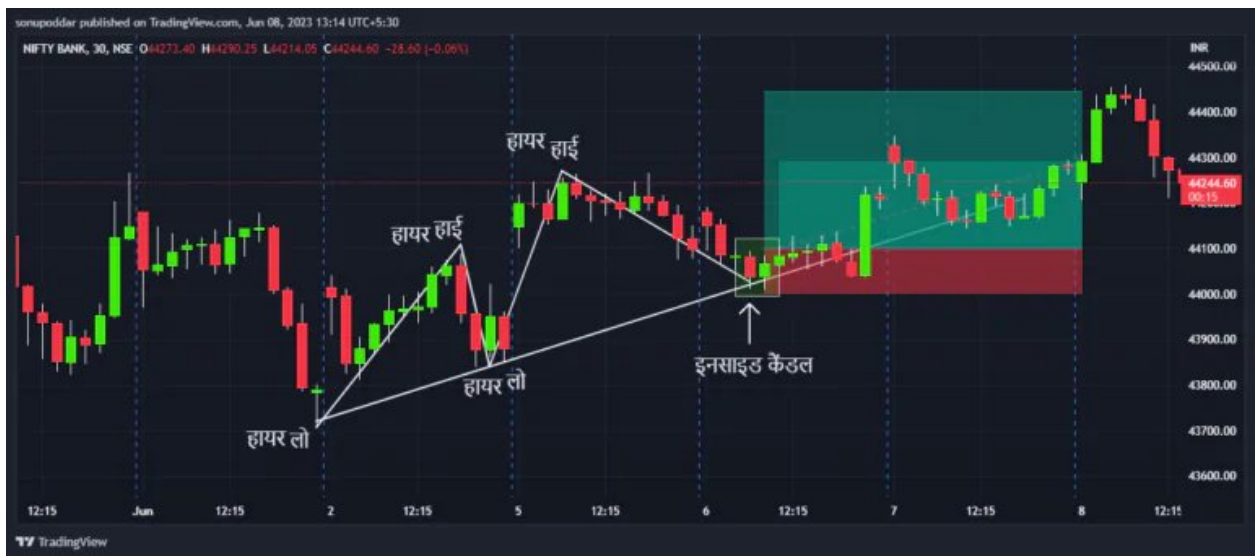 sonupoddar published on TradingView.com, Jun 08, 2023 13:14 UTC+5:30
NIFTY BANK, 30, NSE O44273.40 H44290.25 L44214.05 C44244.60 -28.60 (-0.06%)
INR
44500.00
44400.00
44300.00
44244.60
00:15
44100.00
44000.00
43900.00
43800.00
43700.00
43600.00
हायर हाई
हायर हाई
हायर लो
हायर लो
इनसाइड कैंडल
12:15 Jun 12:15 2 12:15 5 12:15 6 12:15 7 12:15 8 12:15
TradingView